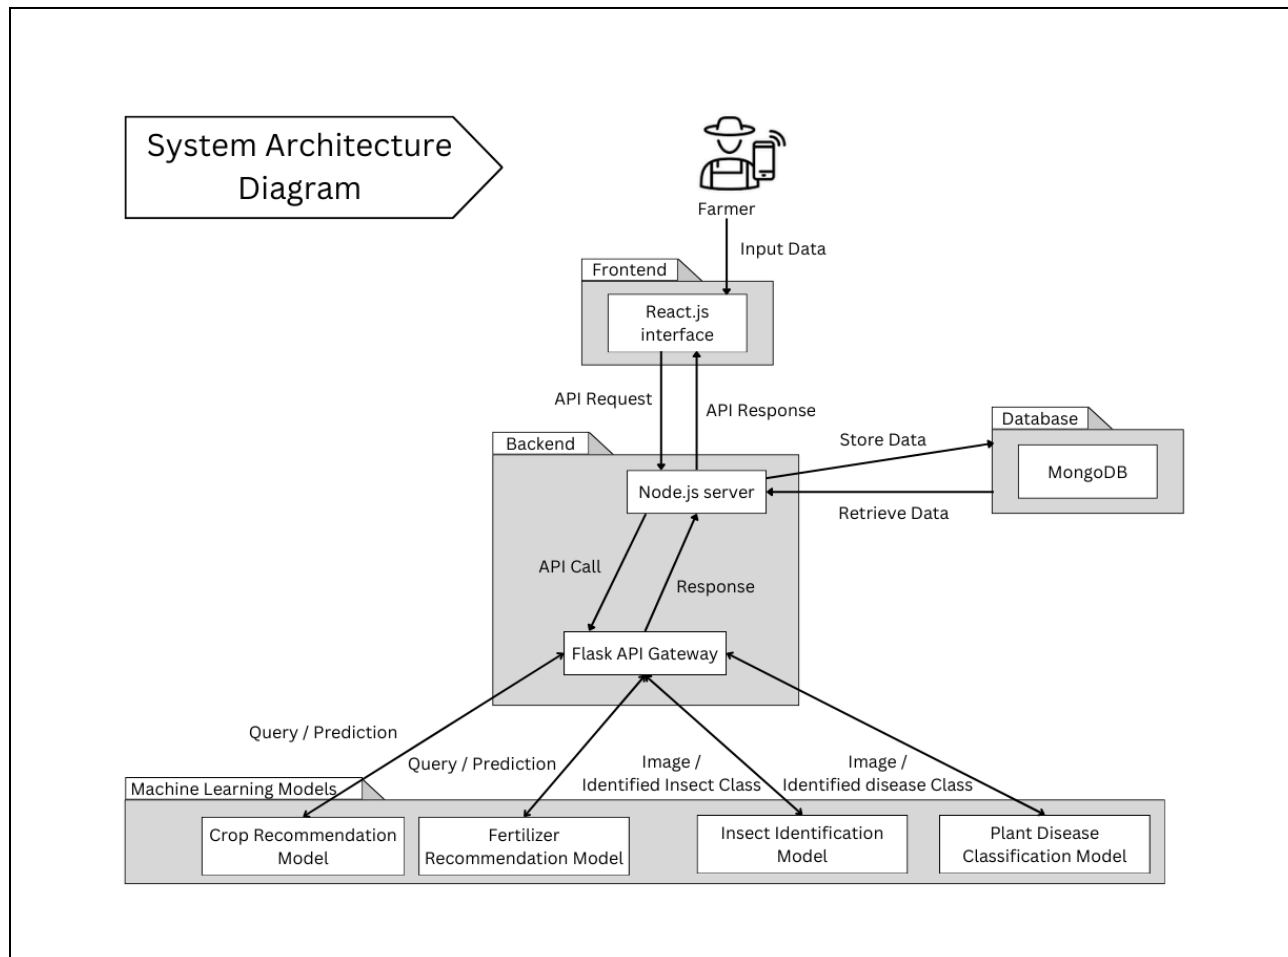 System Architecture
Diagram
Farmer
Input Data
Frontend
React.js
interface
API Request
API Response
Database
Backend
Store Data
MongoDB
Node.js server
Retrieve Data
API Call
Response
Flask API Gateway
Query / Prediction
Query / Prediction
Image /
Identified Insect Class
Image /
Identified disease Class
Machine Learning Models
Crop Recommendation
Model
Fertilizer
Recommendation Model
Insect Identification
Model
Plant Disease
Classification Model